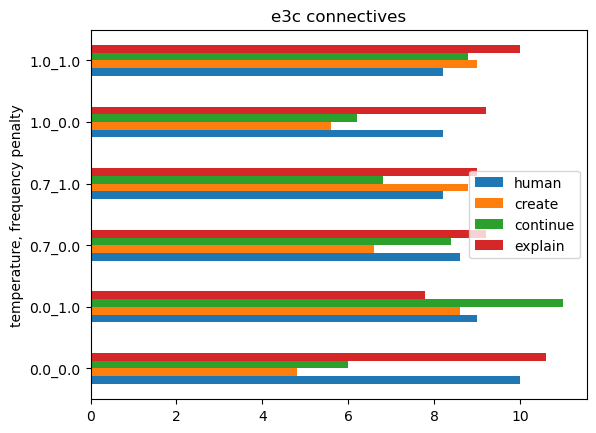 e3c connectives
temperature, frequency penalty
1.0_1.0
1.0_0.0
0.7_1.0
0.7_0.0
0.0_1.0
0.0_0.0
human
create
continue
explain
0 2 4 6 8 10